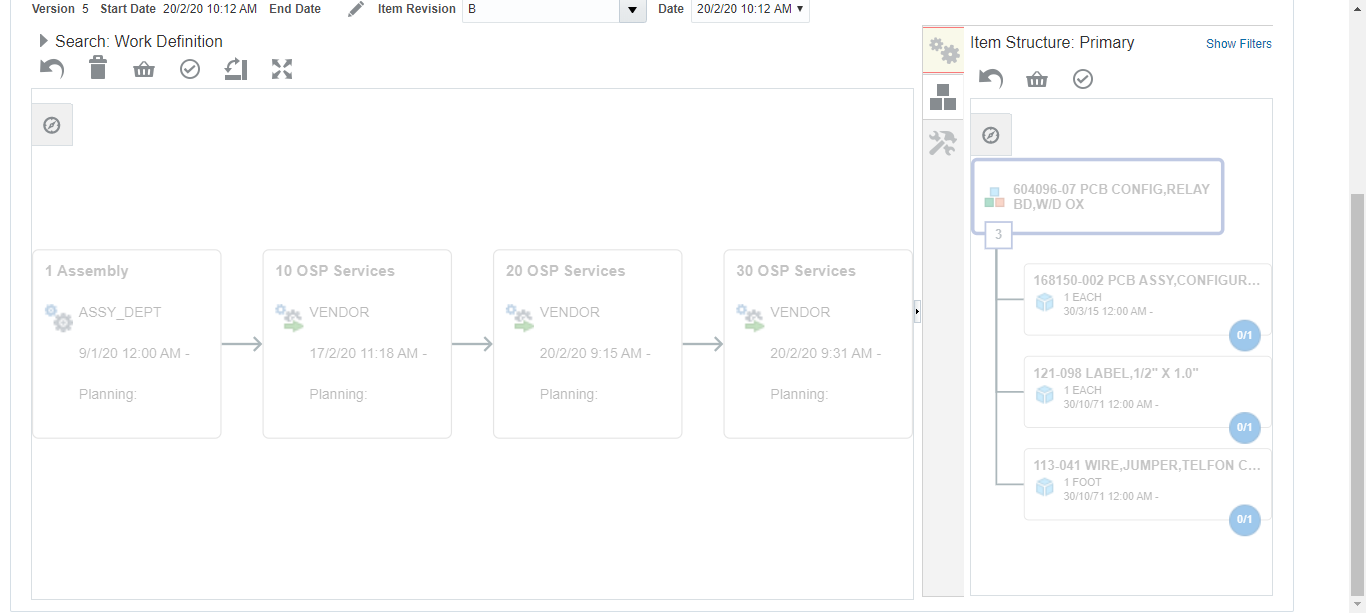 Version 5 Start Date 20/2/20 10:12 AM End Date Item Revision B Date 20/2/20 10:12 AM
Search: Work Definition
Item Structure: Primary Show Filters
1 Assembly
ASSY_DEPT
9/1/20 12:00 AM -
Planning:
10 OSP Services
VENDOR
17/2/20 11:18 AM -
Planning:
20 OSP Services
VENDOR
20/2/20 9:15 AM -
Planning:
30 OSP Services
VENDOR
20/2/20 9:31 AM -
Planning:
604096-07 PCB CONFIG,RELAY
BD,W/D OX
3
168150-002 PCB ASSY,CONFIGUR...
1 EACH
30/3/15 12:00 AM -
0/1
121-098 LABEL,1/2" X 1.0"
1 EACH
30/10/71 12:00 AM -
0/1
113-041 WIRE,JUMPER,TELFON C...
1 FOOT
30/10/71 12:00 AM -
0/1